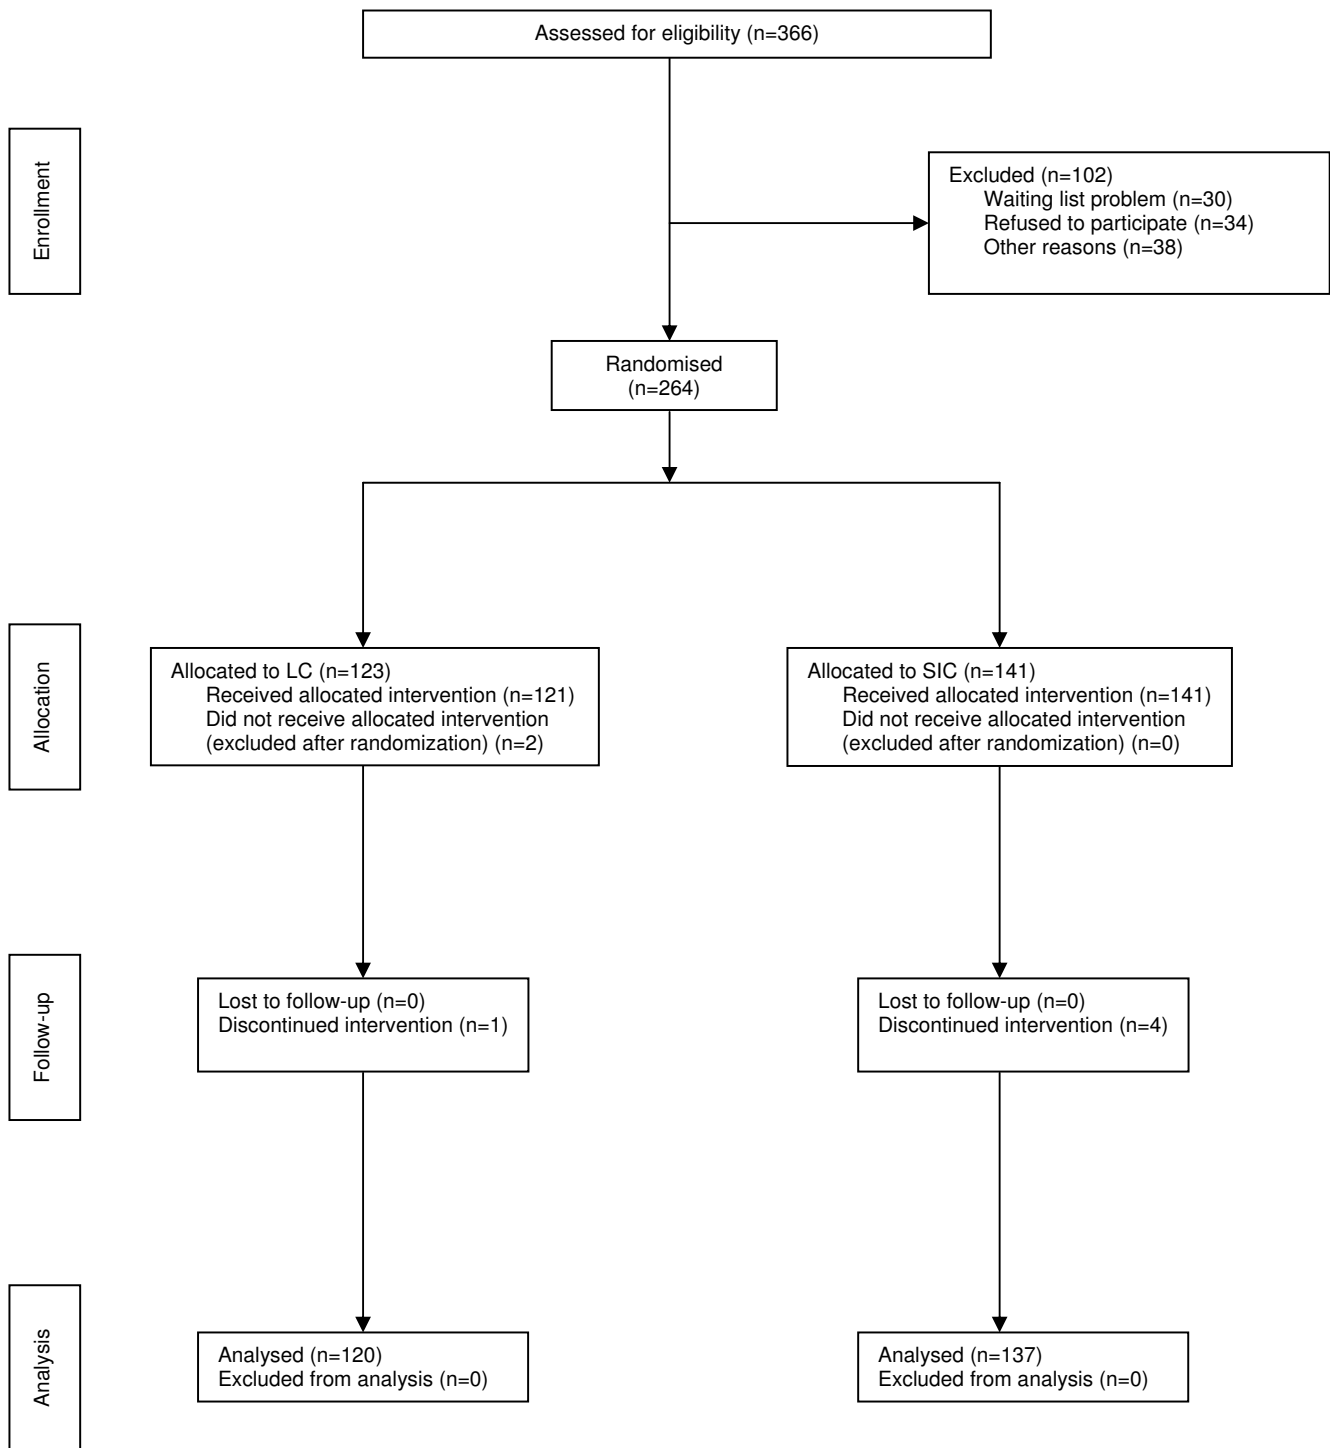 Assessed for eligibility (n=366)
Enrollment
Excluded (n=102)
Waiting list problem (n=30)
Refused to participate (n=34)
Other reasons (n=38)
Randomised
(n=264)
Allocation
Allocated to LC (n=123)
Received allocated intervention (n=121)
Did not receive allocated intervention
(excluded after randomization) (n=2)
Allocated to SIC (n=141)
Received allocated intervention (n=141)
Did not receive allocated intervention
(excluded after randomization) (n=0)
Follow-up
Lost to follow-up (n=0)
Discontinued intervention (n=1)
Lost to follow-up (n=0)
Discontinued intervention (n=4)
Analysis
Analysed (n=120)
Excluded from analysis (n=0)
Analysed (n=137)
Excluded from analysis (n=0)